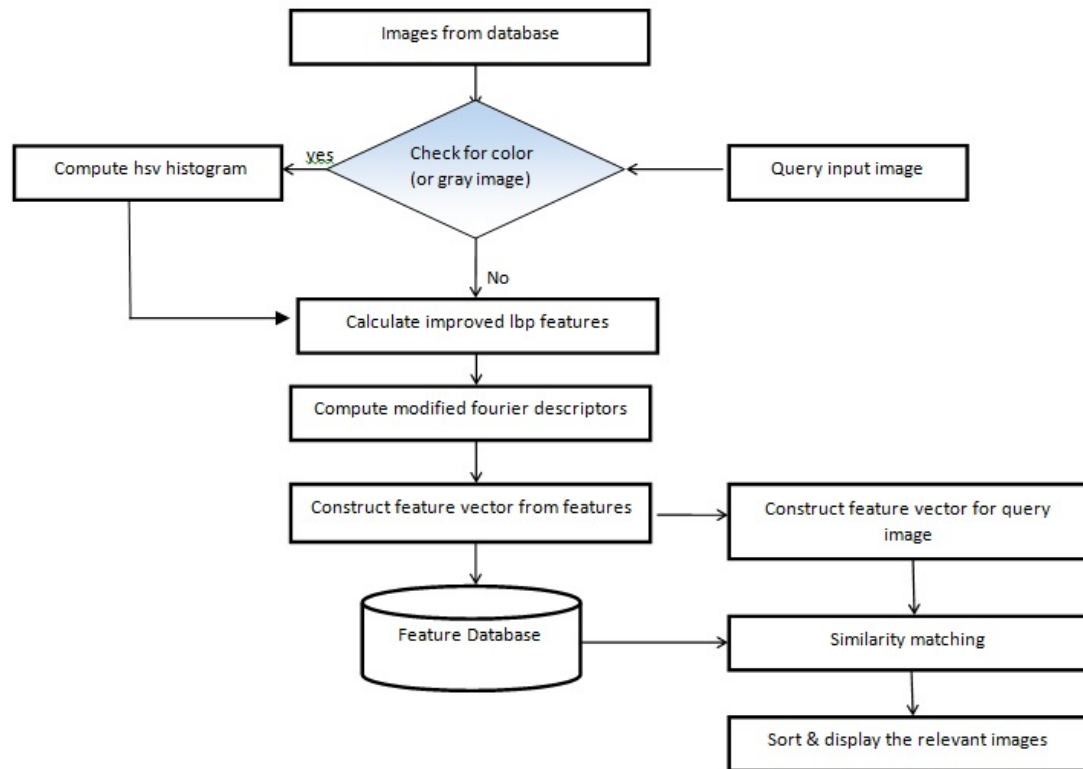 Images from database
Check for color
(or gray image)
yes
Compute hsv histogram
Query input image
No
Calculate improved lbp features
Compute modified fourier descriptors
Construct feature vector from features
Construct feature vector for query
image
Feature Database
Similarity matching
Sort & display the relevant images